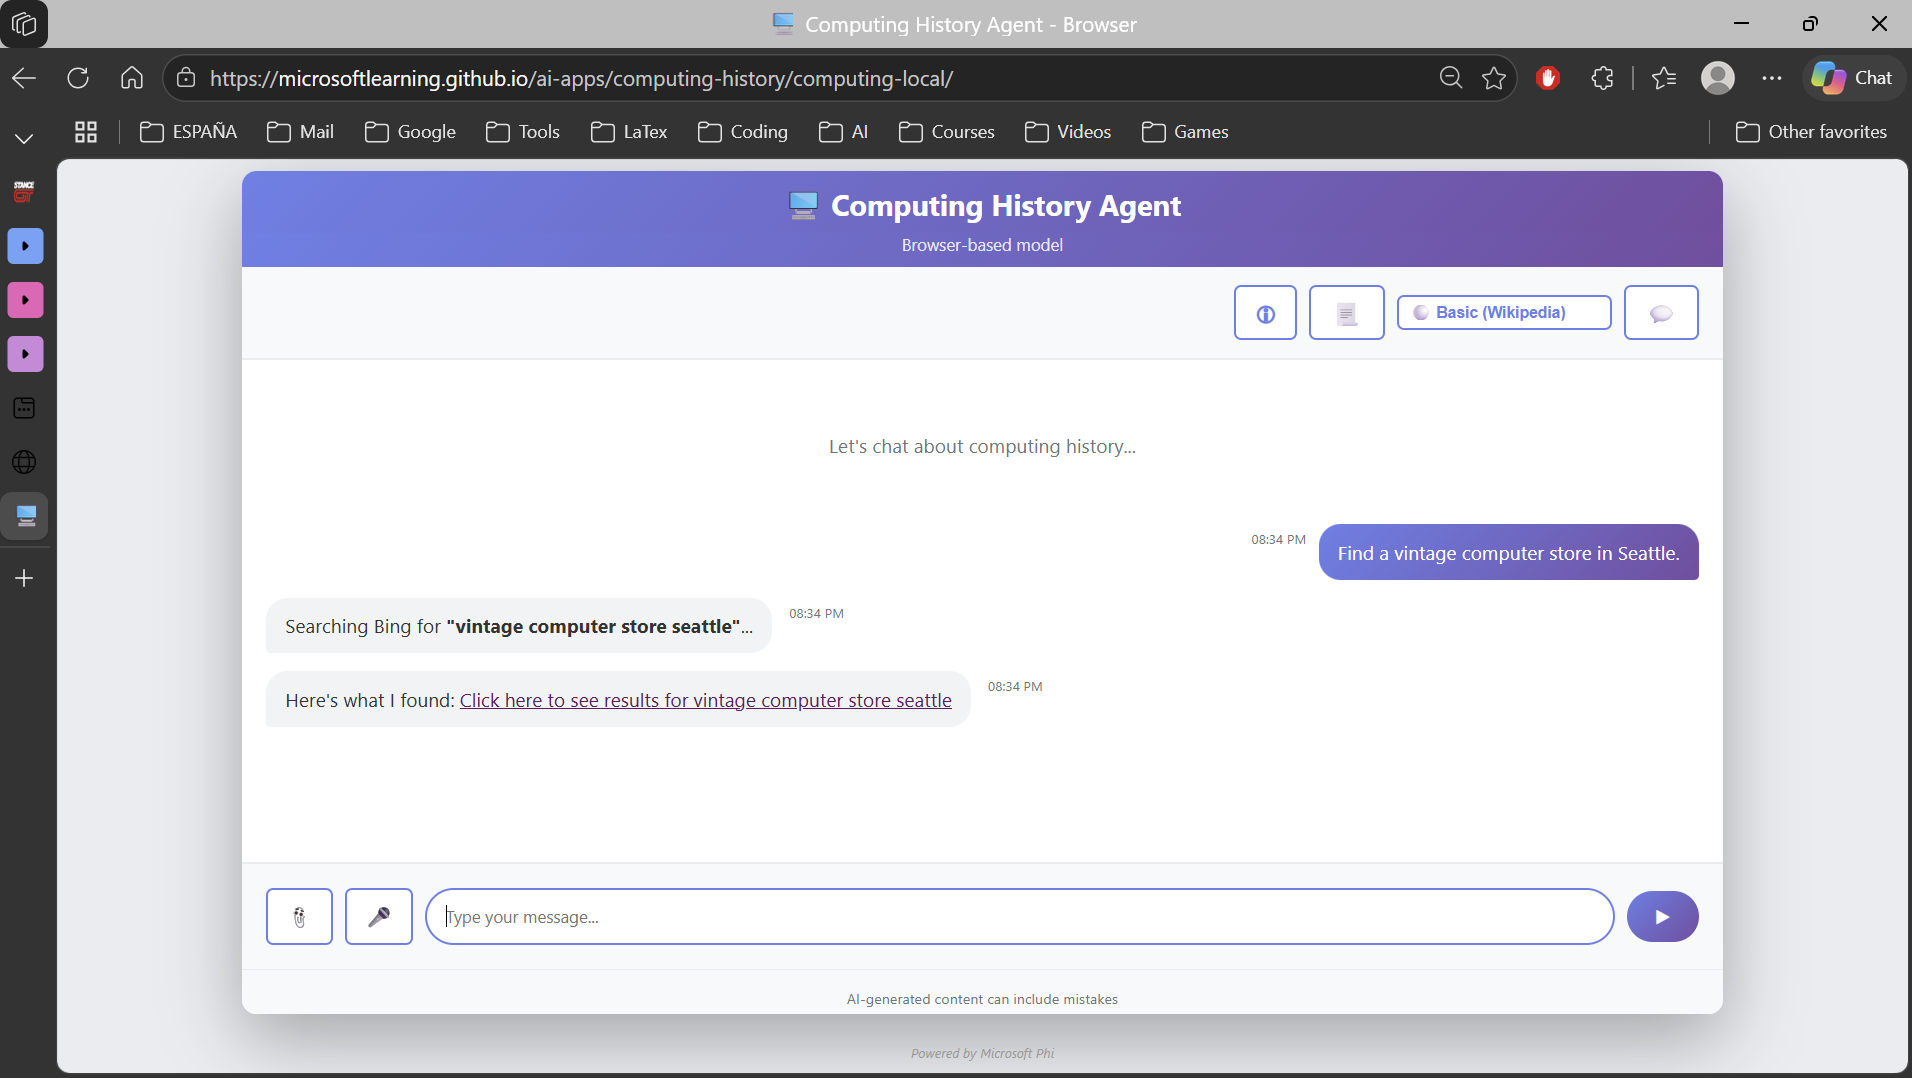 Computing History Agent - Browser
https://microsoftlearning.github.io/ai-apps/computing-history/computing-local/
Chat
ESPAÑA
Mail
Google
Tools
LaTex
Coding
AI
Courses
Videos
Games
Other favorites
STANCE
GT
Computing History Agent
Browser-based model
Basic (Wikipedia)
Let's chat about computing history...
08:34 PM
Find a vintage computer store in Seattle.
Searching Bing for "vintage computer store seattle"...
08:34 PM
Here's what I found: Click here to see results for vintage computer store seattle
08:34 PM
Type your message...
AI-generated content can include mistakes
Powered by Microsoft Phi